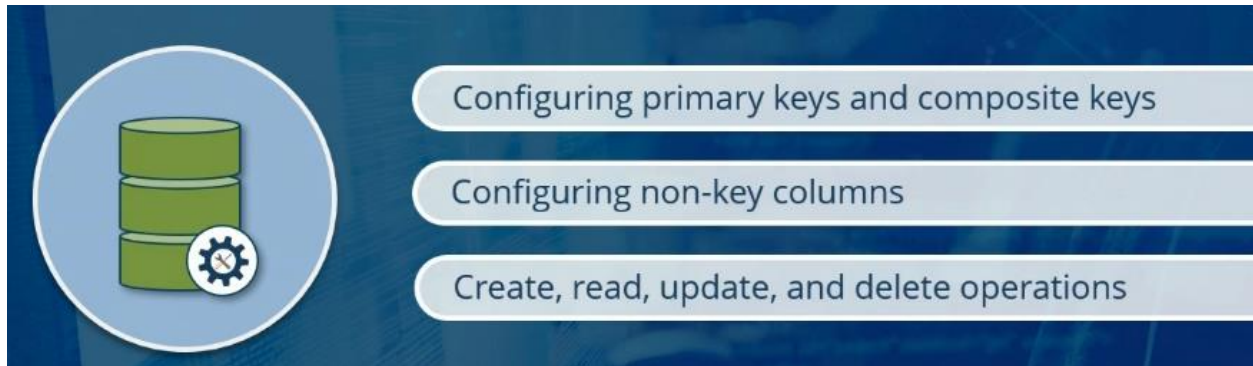 Configuring primary keys and composite keys
Configuring non-key columns
Create, read, update, and delete operations